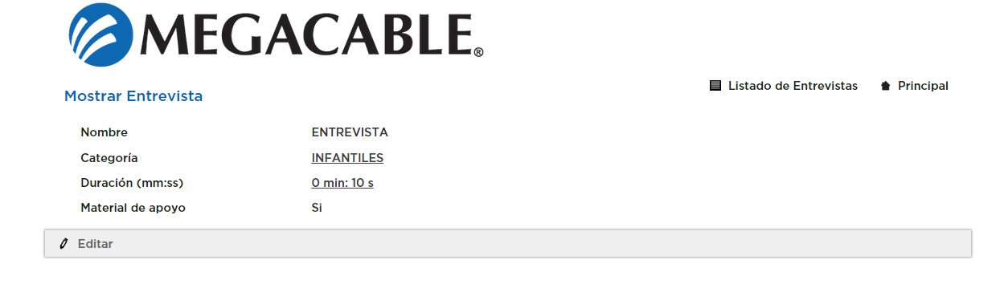 MEGACABLE®
Listado de Entrevistas Principal
Mostrar Entrevista
Nombre ENTREVISTA
Categoría INFANTILES
Duración (mm:ss) 0 min: 10 s
Material de apoyo Si
Editar